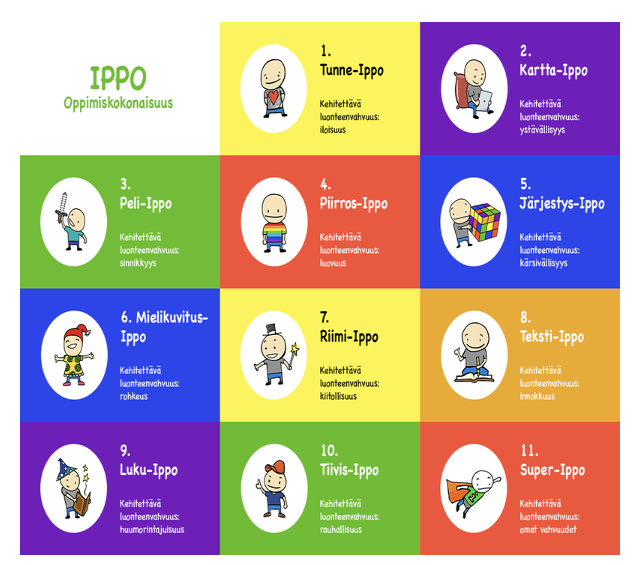 IPPO
Oppimiskokonaisuus
1.
Tunne-Ippo
Kehitettävä
luonteenvahvuus:
iloisuus
2.
Kartta-Ippo
Kehitettävä
luonteenvahvuus:
ystävällisyys
3.
Peli-Ippo
Kehitettävä
luonteenvahvuus:
sinnikkyys
4.
Piirros-Ippo
Kehitettävä
luonteenvahvuus:
luovuus
5.
Järjestys-Ippo
Kehitettävä
luonteenvahvuus:
kärsivällisyys
6. Mielikuvitus-
Ippo
Kehitettävä
luonteenvahvuus:
rohkeus
7.
Riimi-Ippo
Kehitettävä
luonteenvahvuus:
kiitollisuus
8.
Teksti-Ippo
Kehitettävä
luonteenvahvuus:
innokkuus
9.
Luku-Ippo
Kehitettävä
luonteenvahvuus:
huumorintajuisuus
10.
Tiivis-Ippo
Kehitettävä
luonteenvahvuus:
rauhallisuus
11.
Super-Ippo
Kehitettävä
luonteenvahvuus:
omat vahvuudet